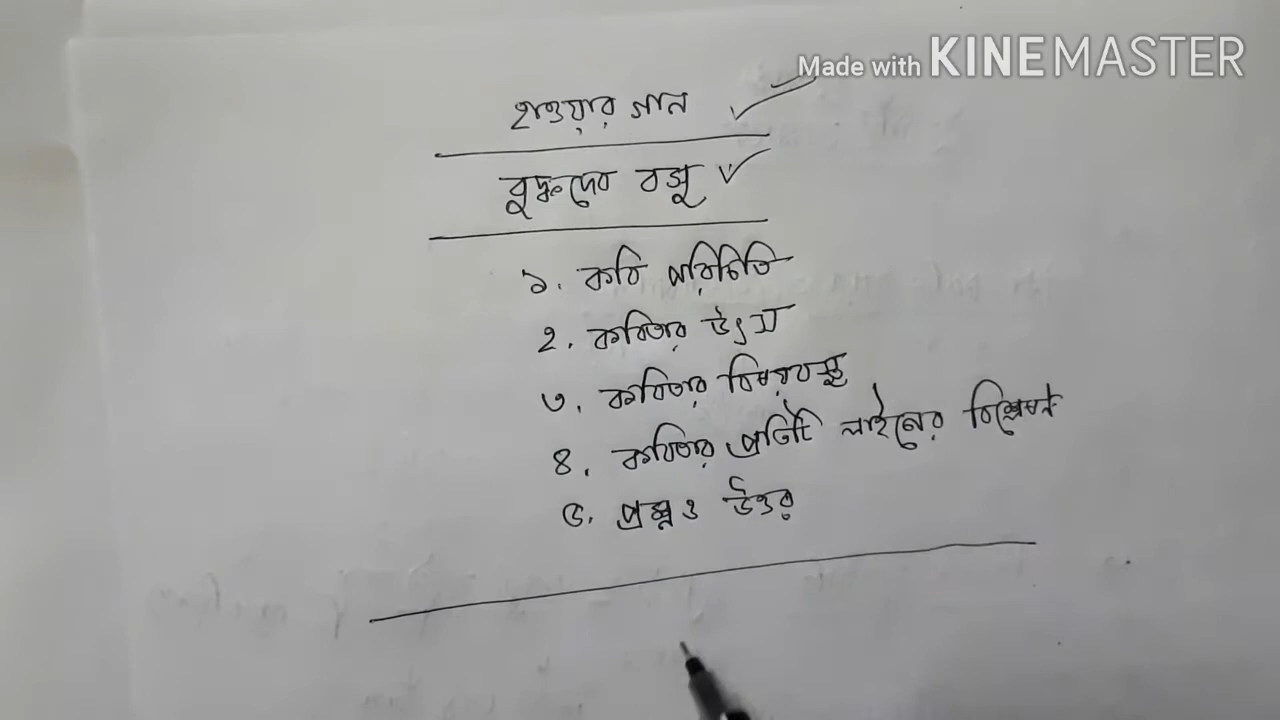 Made with KINEMASTER
হাওয়ার গান
বুদ্ধদেব বসু
১. কবি পরিচিতি
২. কবিতার উৎস
৩. কবিতার বিষয়বস্তু
৪. কবিতার প্রতিটি লাইনের বিশ্লেষণ
৫. প্রশ্ন ও উত্তর